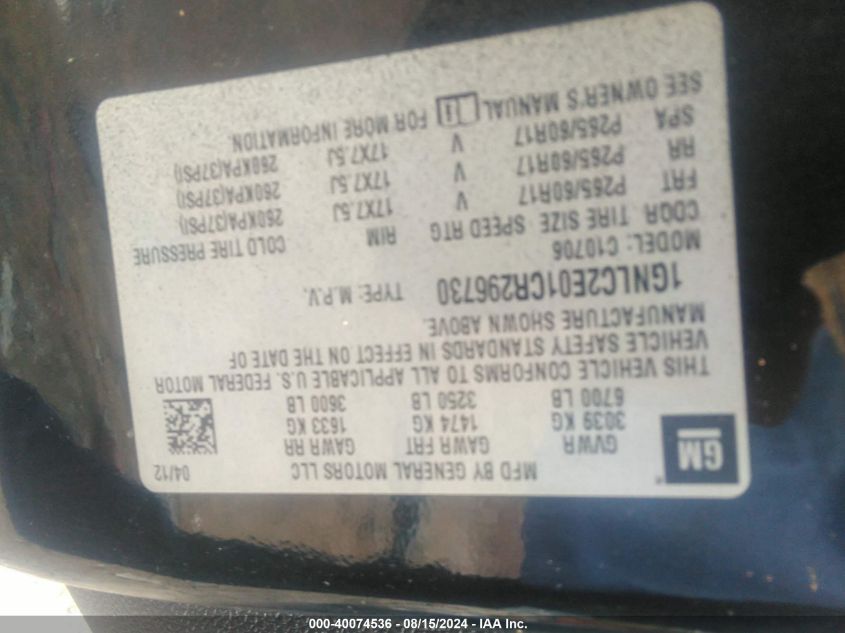 MFD BY GENERAL MOTORS LLC 04/12
GM
GVWR GAWR FRT GAWR RR
3039 KG 1474 KG 1633 KG
6700 LB 3250 LB 3600 LB
THIS VEHICLE CONFORMS TO ALL APPLICABLE U.S. FEDERAL MOTOR
VEHICLE SAFETY STANDARDS IN EFFECT ON THE DATE OF
MANUFACTURE SHOWN ABOVE.
1GNLC2E01CR296730 TYPE: M.P.V.
MODEL: C10706
CDQR TIRE SIZE SPEED RTG RIM COLD TIRE PRESSURE
FRT P265/60R17 V 17X7.5J 260KPA(37PSI)
RR P265/60R17 V 17X7.5J 260KPA(37PSI)
SPA P265/60R17 V 17X7.5J 260KPA(37PSI)
SEE OWNER'S MANUAL FOR MORE INFORMATION
000-40074536 - 08/15/2024 - IAA Inc.